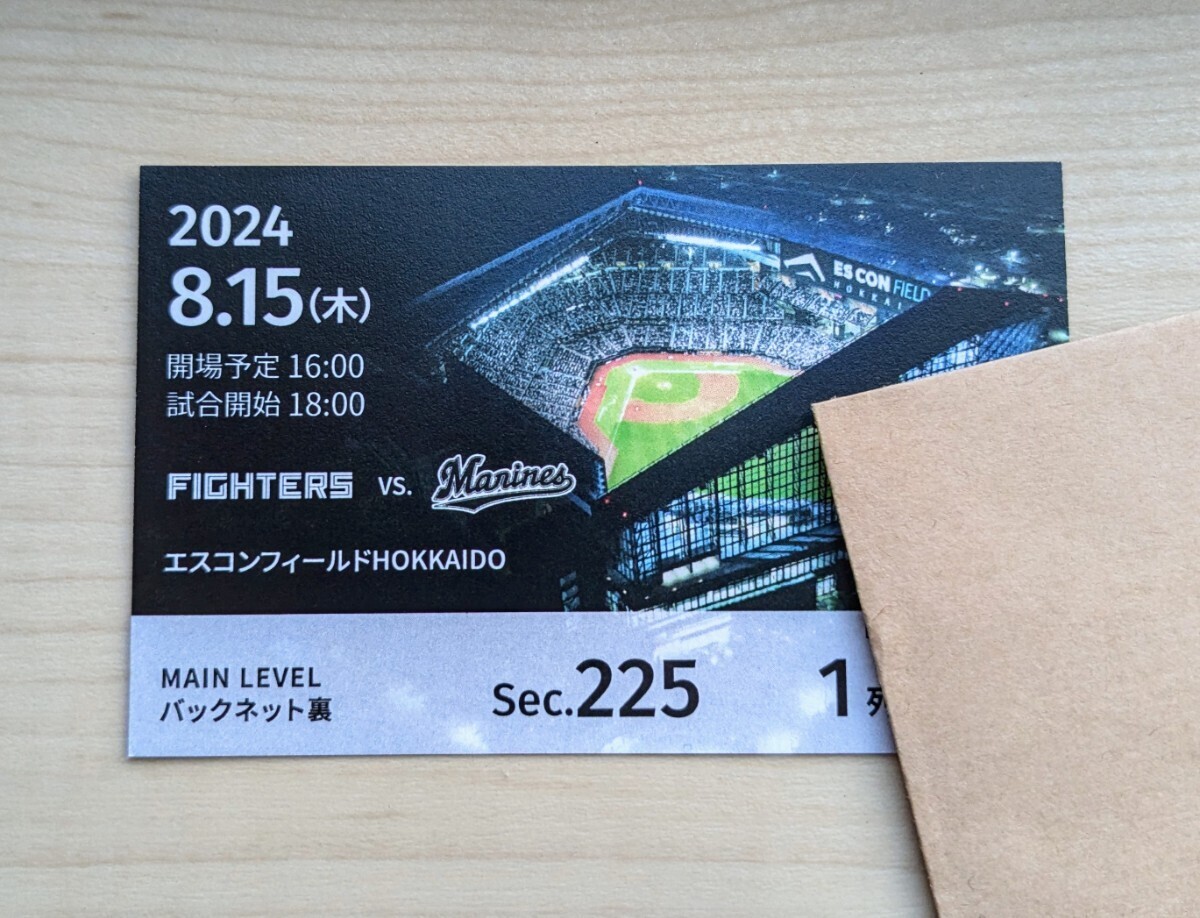 2024
8.15(木)
開場予定 16:00
試合開始 18:00
FIGHTERS vs. Marines
エスコンフィールドHOKKAIDO
ES CON FIELD
MAIN LEVEL
バックネット裏
Sec.225
1